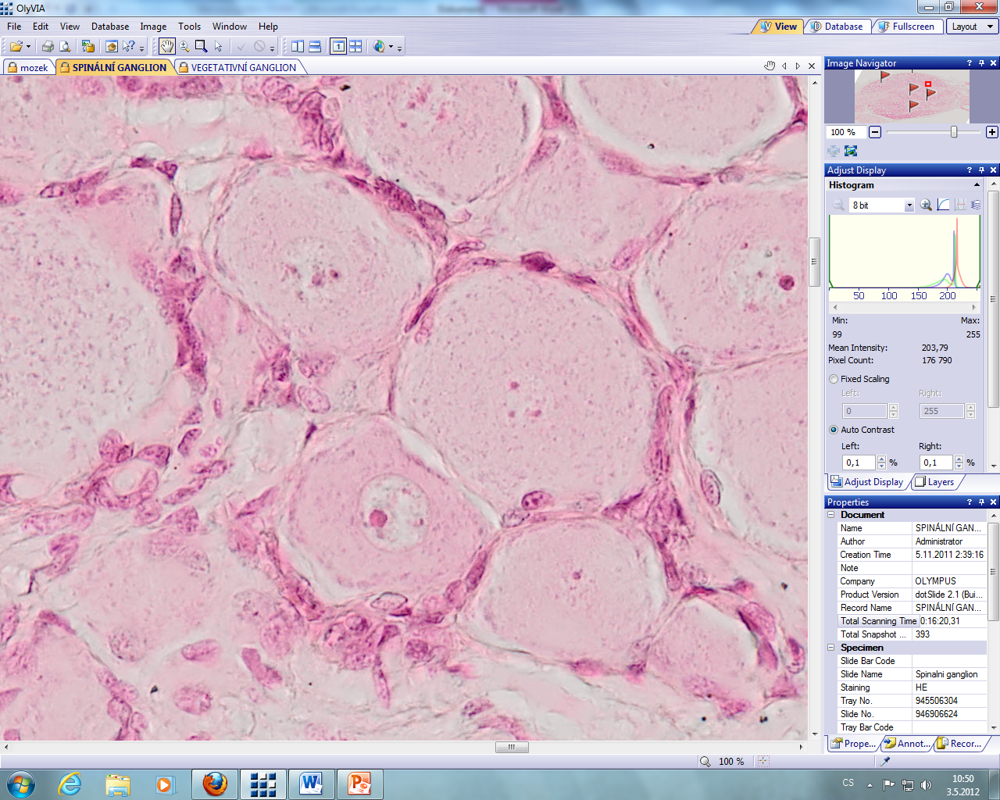 OlyVIA
File Edit View Database Image Tools Window Help
View Database Fullscreen Layout
mozek SPINÁLNÍ GANGLION VEGETATIVNÍ GANGLION
Image Navigator
100 %
Adjust Display
Histogram
8 bit
50 100 150 200
Min: Max:
99 255
Mean Intensity: 203,79
Pixel Count: 176 790
Fixed Scaling
Left: Right:
0 255
Auto Contrast
Left: Right:
0,1 % 0,1 %
Adjust Display Layers
Properties
Document
Name SPINÁLNÍ GAN...
Author Administrator
Creation Time 5.11.2011 2:39:16
Note
Company OLYMPUS
Product Version dotSlide 2.1 (Bui...
Record Name SPINÁLNÍ GAN...
Total Scanning Time 0:16:20,31
Total Snapshot ... 393
Specimen
Slide Bar Code
Slide Name Spinalni ganglion
Staining HE
Tray No. 945506304
Slide No. 946906624
Tray Bar Code
Prope... Annot... Recor...
100 %
CS 10:50
3.5.2012